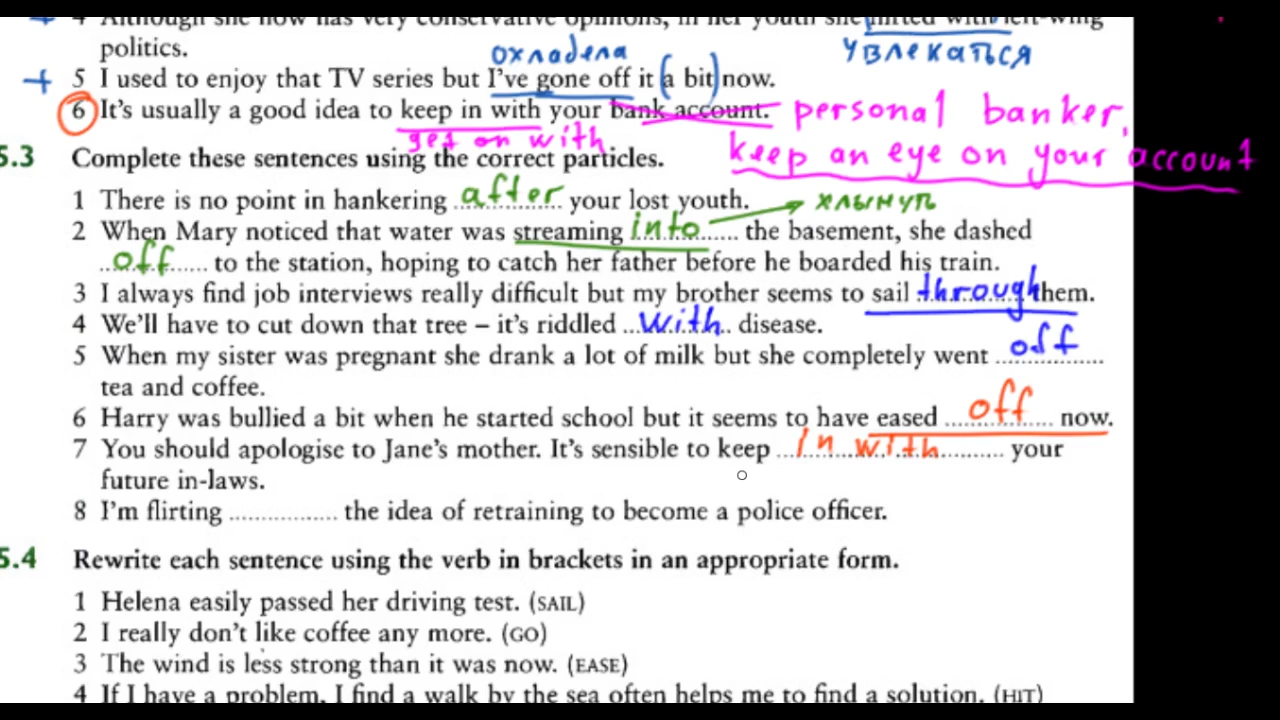 4 Although she now has very conservative opinions, in her youth she flirted with left-wing
politics.
охладела
увлекаться
+ 5 I used to enjoy that TV series but I've gone off it (a bit) now.
6 It's usually a good idea to keep in with your bank account. personal banker,
get on with
keep an eye on your account
5.3 Complete these sentences using the correct particles.
1 There is no point in hankering after your lost youth.
хлынуть
2 When Mary noticed that water was streaming into the basement, she dashed
off to the station, hoping to catch her father before he boarded his train.
3 I always find job interviews really difficult but my brother seems to sail through them.
4 We'll have to cut down that tree – it's riddled with disease.
5 When my sister was pregnant she drank a lot of milk but she completely went off
tea and coffee.
6 Harry was bullied a bit when he started school but it seems to have eased off now.
7 You should apologise to Jane's mother. It's sensible to keep in with your
future in-laws.
8 I'm flirting ................. the idea of retraining to become a police officer.
5.4 Rewrite each sentence using the verb in brackets in an appropriate form.
1 Helena easily passed her driving test. (SAIL)
2 I really don't like coffee any more. (GO)
3 The wind is less strong than it was now. (EASE)
4 If I have a problem, I find a walk by the sea often helps me to find a solution. (HIT)